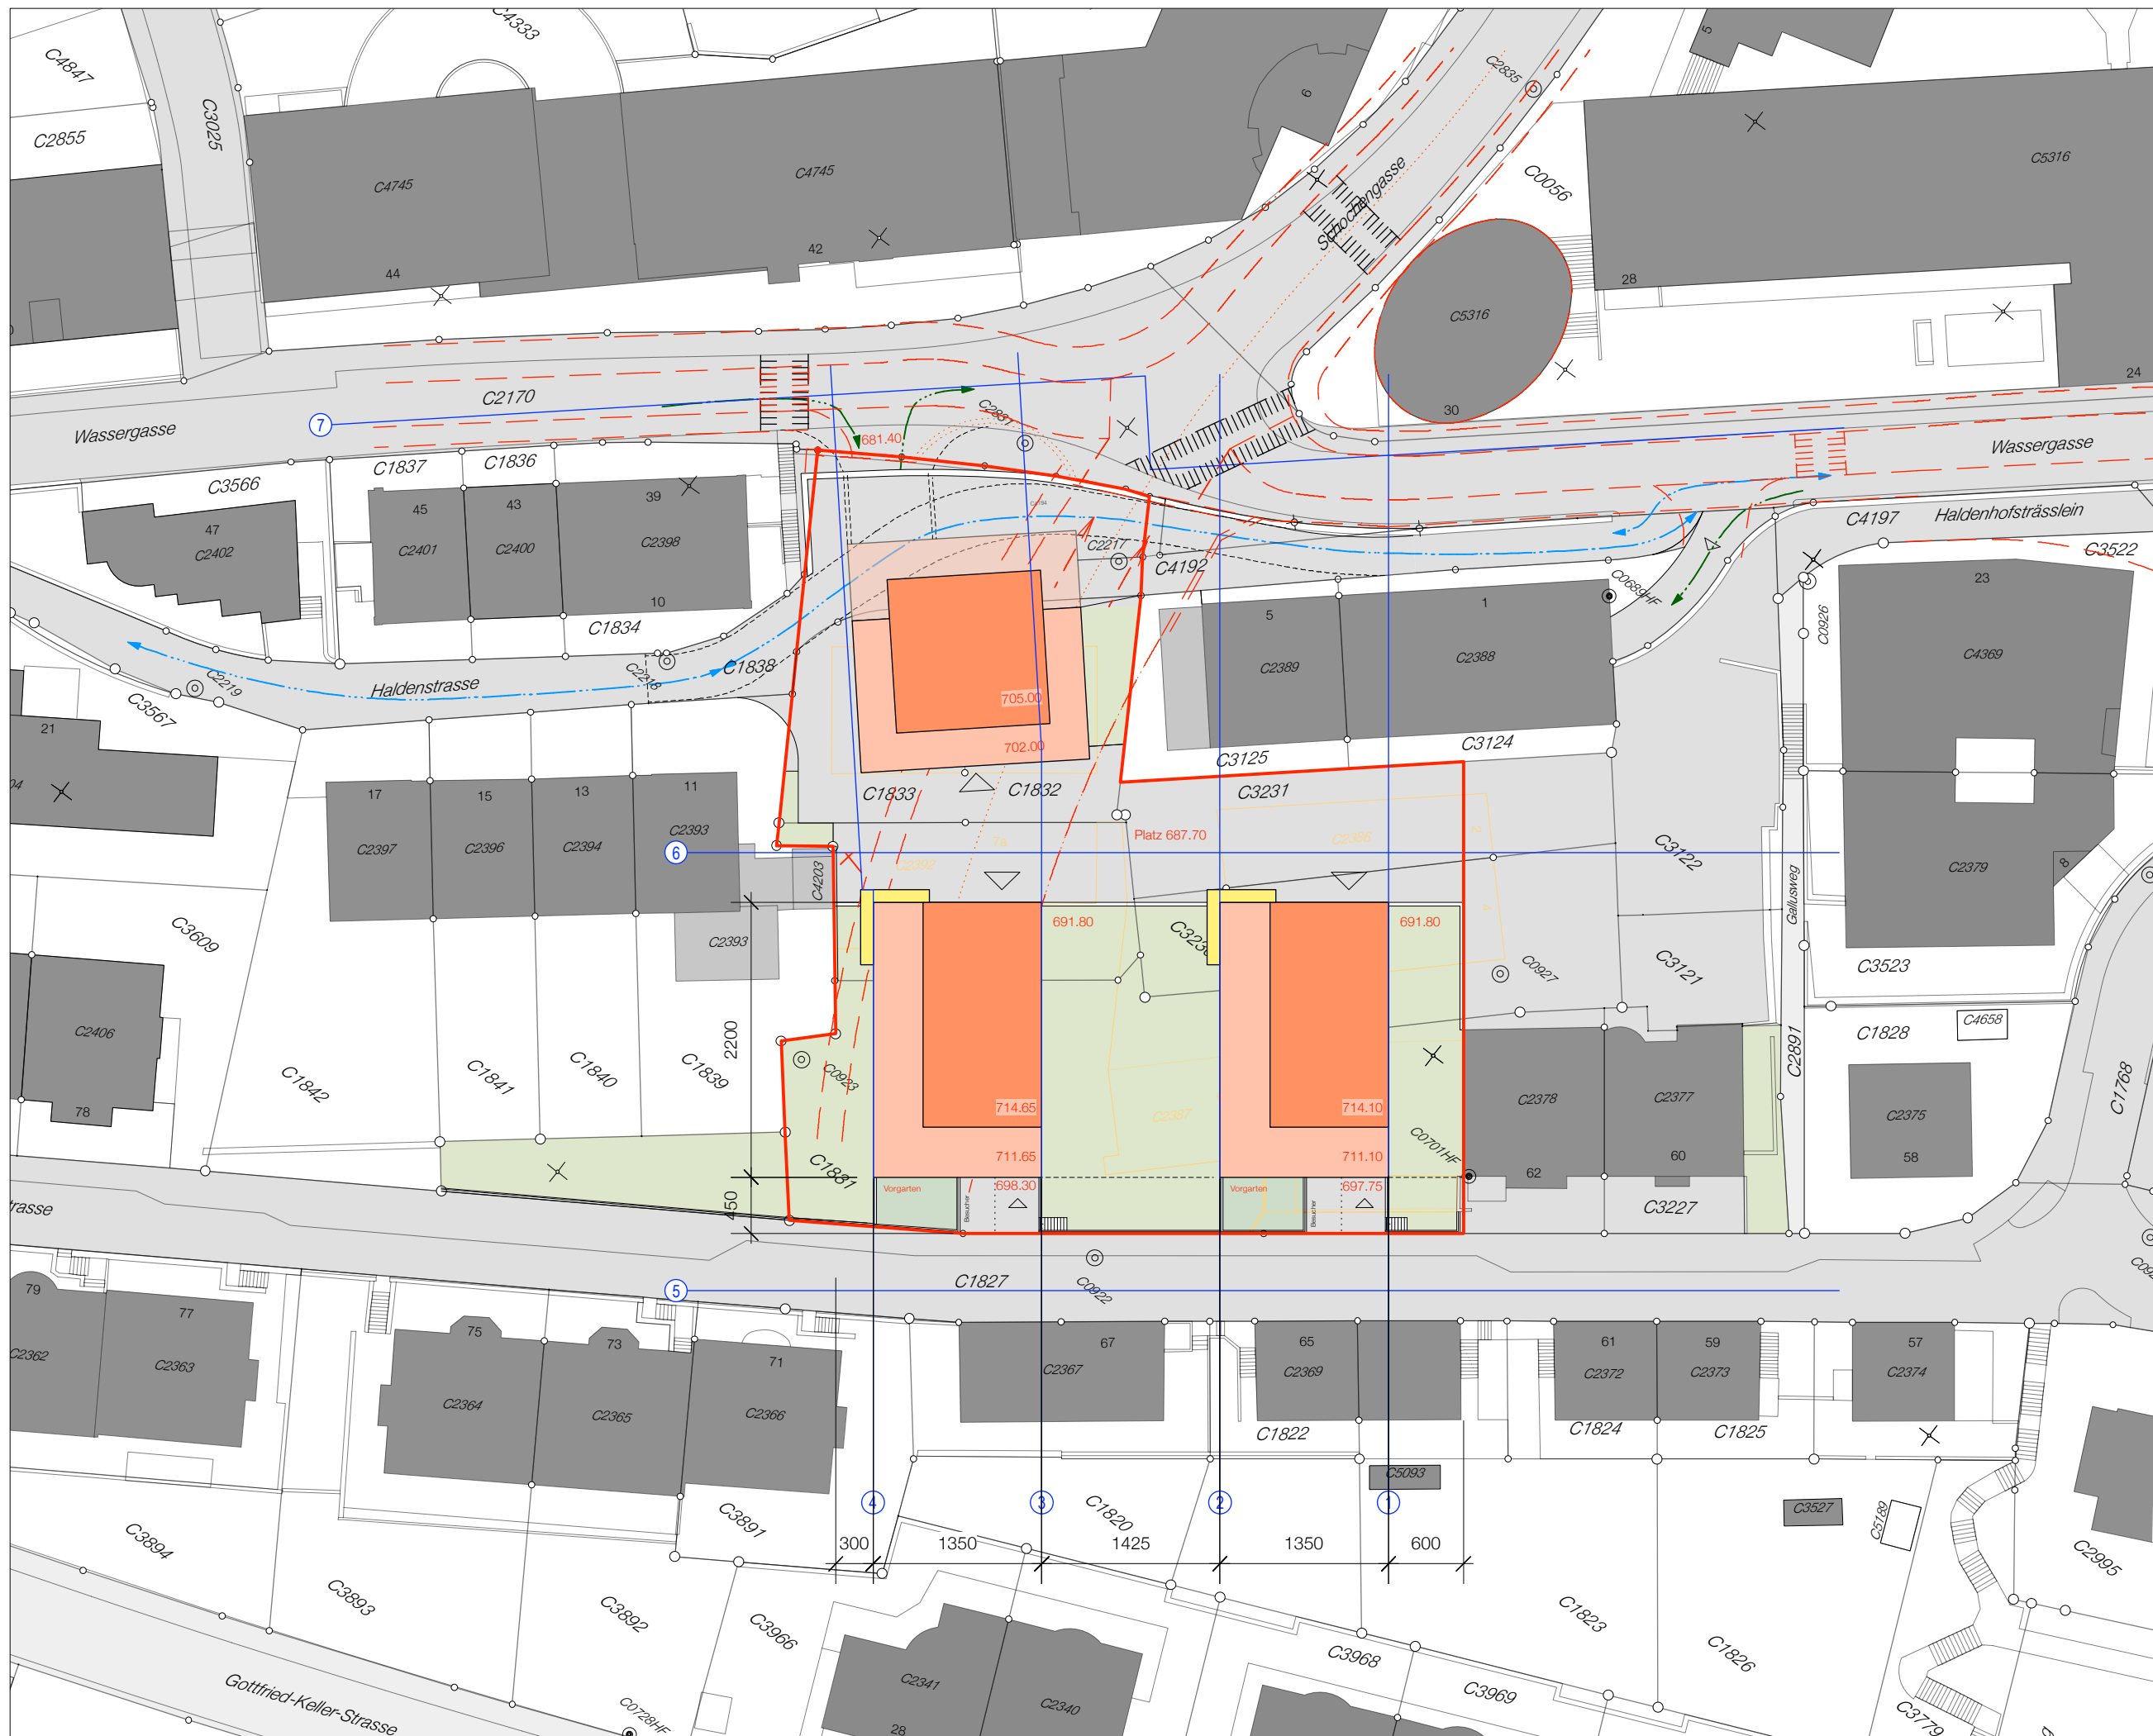 C4847
C4333
C2855
C3025
C4745
C4745
42
44
6
5
C2835
Schochengasse
C0056
C5316
C5316
28
30
24
C2170
Wassergasse
7
681.40
Wassergasse
C3566
C1837
C1836
47
C2402
45
C2401
43
C2400
39
C2398
10
C1834
C2217
C4192
C4197
Haldenhofsträsslein
C3522
C0689HF
C0926
23
C4369
5
C2389
1
C2388
C2219
C3567
Haldenstrasse
C2218
C1838
705.00
702.00
C3125
C3124
21
17
C2397
15
C2396
13
C2394
11
C2393
C1833
C1832
C3231
Platz 687.70
6
C4203
C2393
C3122
Gallusweg
C2379
8
691.80
691.80
C0927
C3121
C3523
C3609
C2406
78
C1842
C1841
C1840
C1839
2200
C0923
C2387
714.65
711.65
698.30
714.10
711.10
697.75
C0701HF
C2378
62
C2377
60
C2891
C1828
C4658
C2375
58
C1768
C1831
450
Vorgarten
Besucher
Vorgarten
Besucher
C3227
5
C1827
C0922
79
C2362
77
C2363
75
C2364
73
C2365
71
C2366
67
C2367
65
C2369
61
C2372
59
C2373
57
C2374
C1822
C1824
C1825
C5093
C3527
C5189
C2995
4
3
2
1
300
1350
1425
1350
600
C1820
C3891
C3894
C3893
C3892
C3966
C1823
C1826
C3968
C3969
C3779
C2341
C2340
28
C0728HF
Gottfried-Keller-Strasse